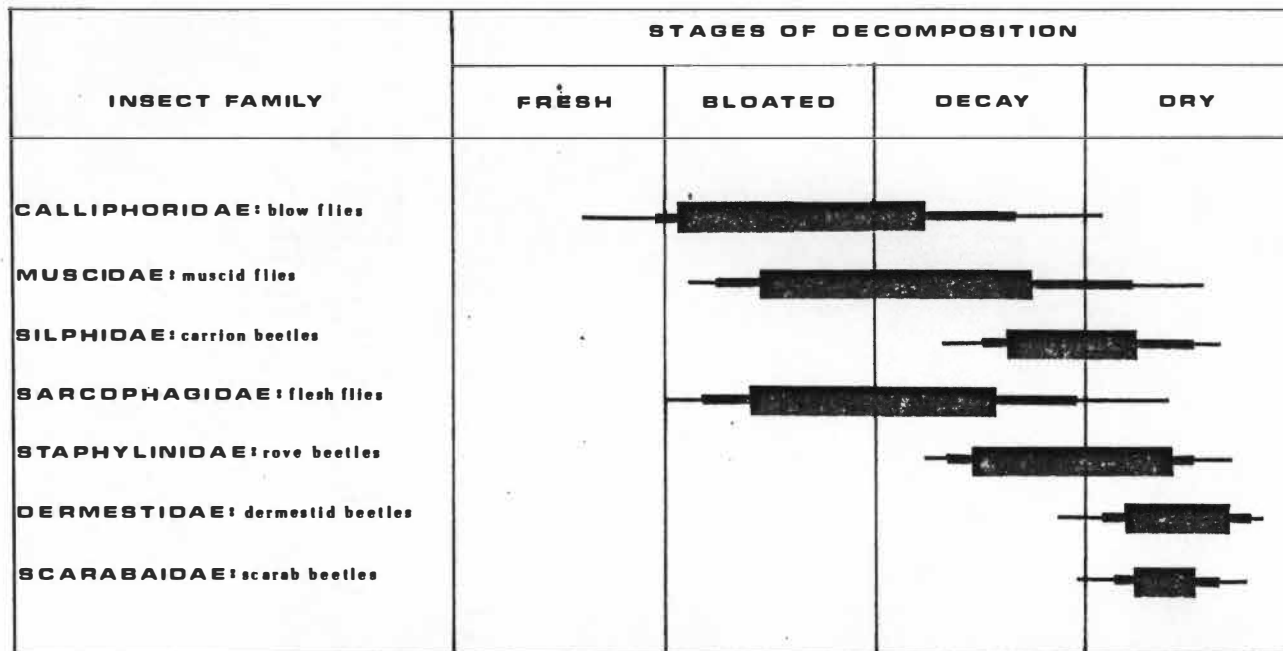 STAGES OF DECOMPOSITION
INSECT FAMILY
FRESH
BLOATED
DECAY
DRY
CALLIPHORIDAE: blow flies
MUSCIDAE: muscid flies
SILPHIDAE: carrion beetles
SARCOPHAGIDAE: flesh flies
STAPHYLINIDAE: rove beetles
DERMESTIDAE: dermestid beetles
SCARABAIDAE: scarab beetles